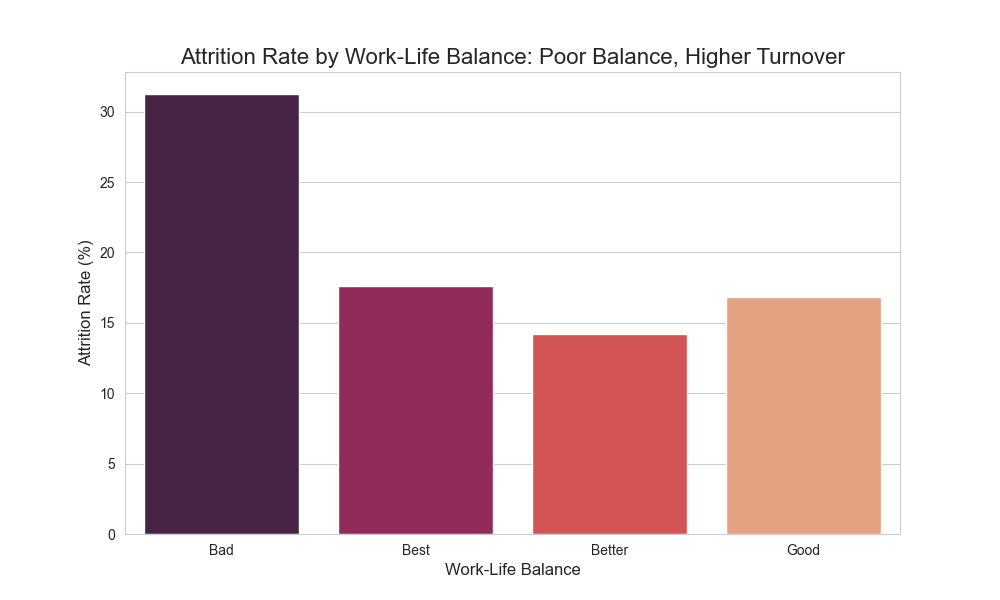 Attrition Rate by Work-Life Balance: Poor Balance, Higher Turnover
Attrition Rate (%)
30
25
20
15
10
5
0
Bad Best Better Good
Work-Life Balance